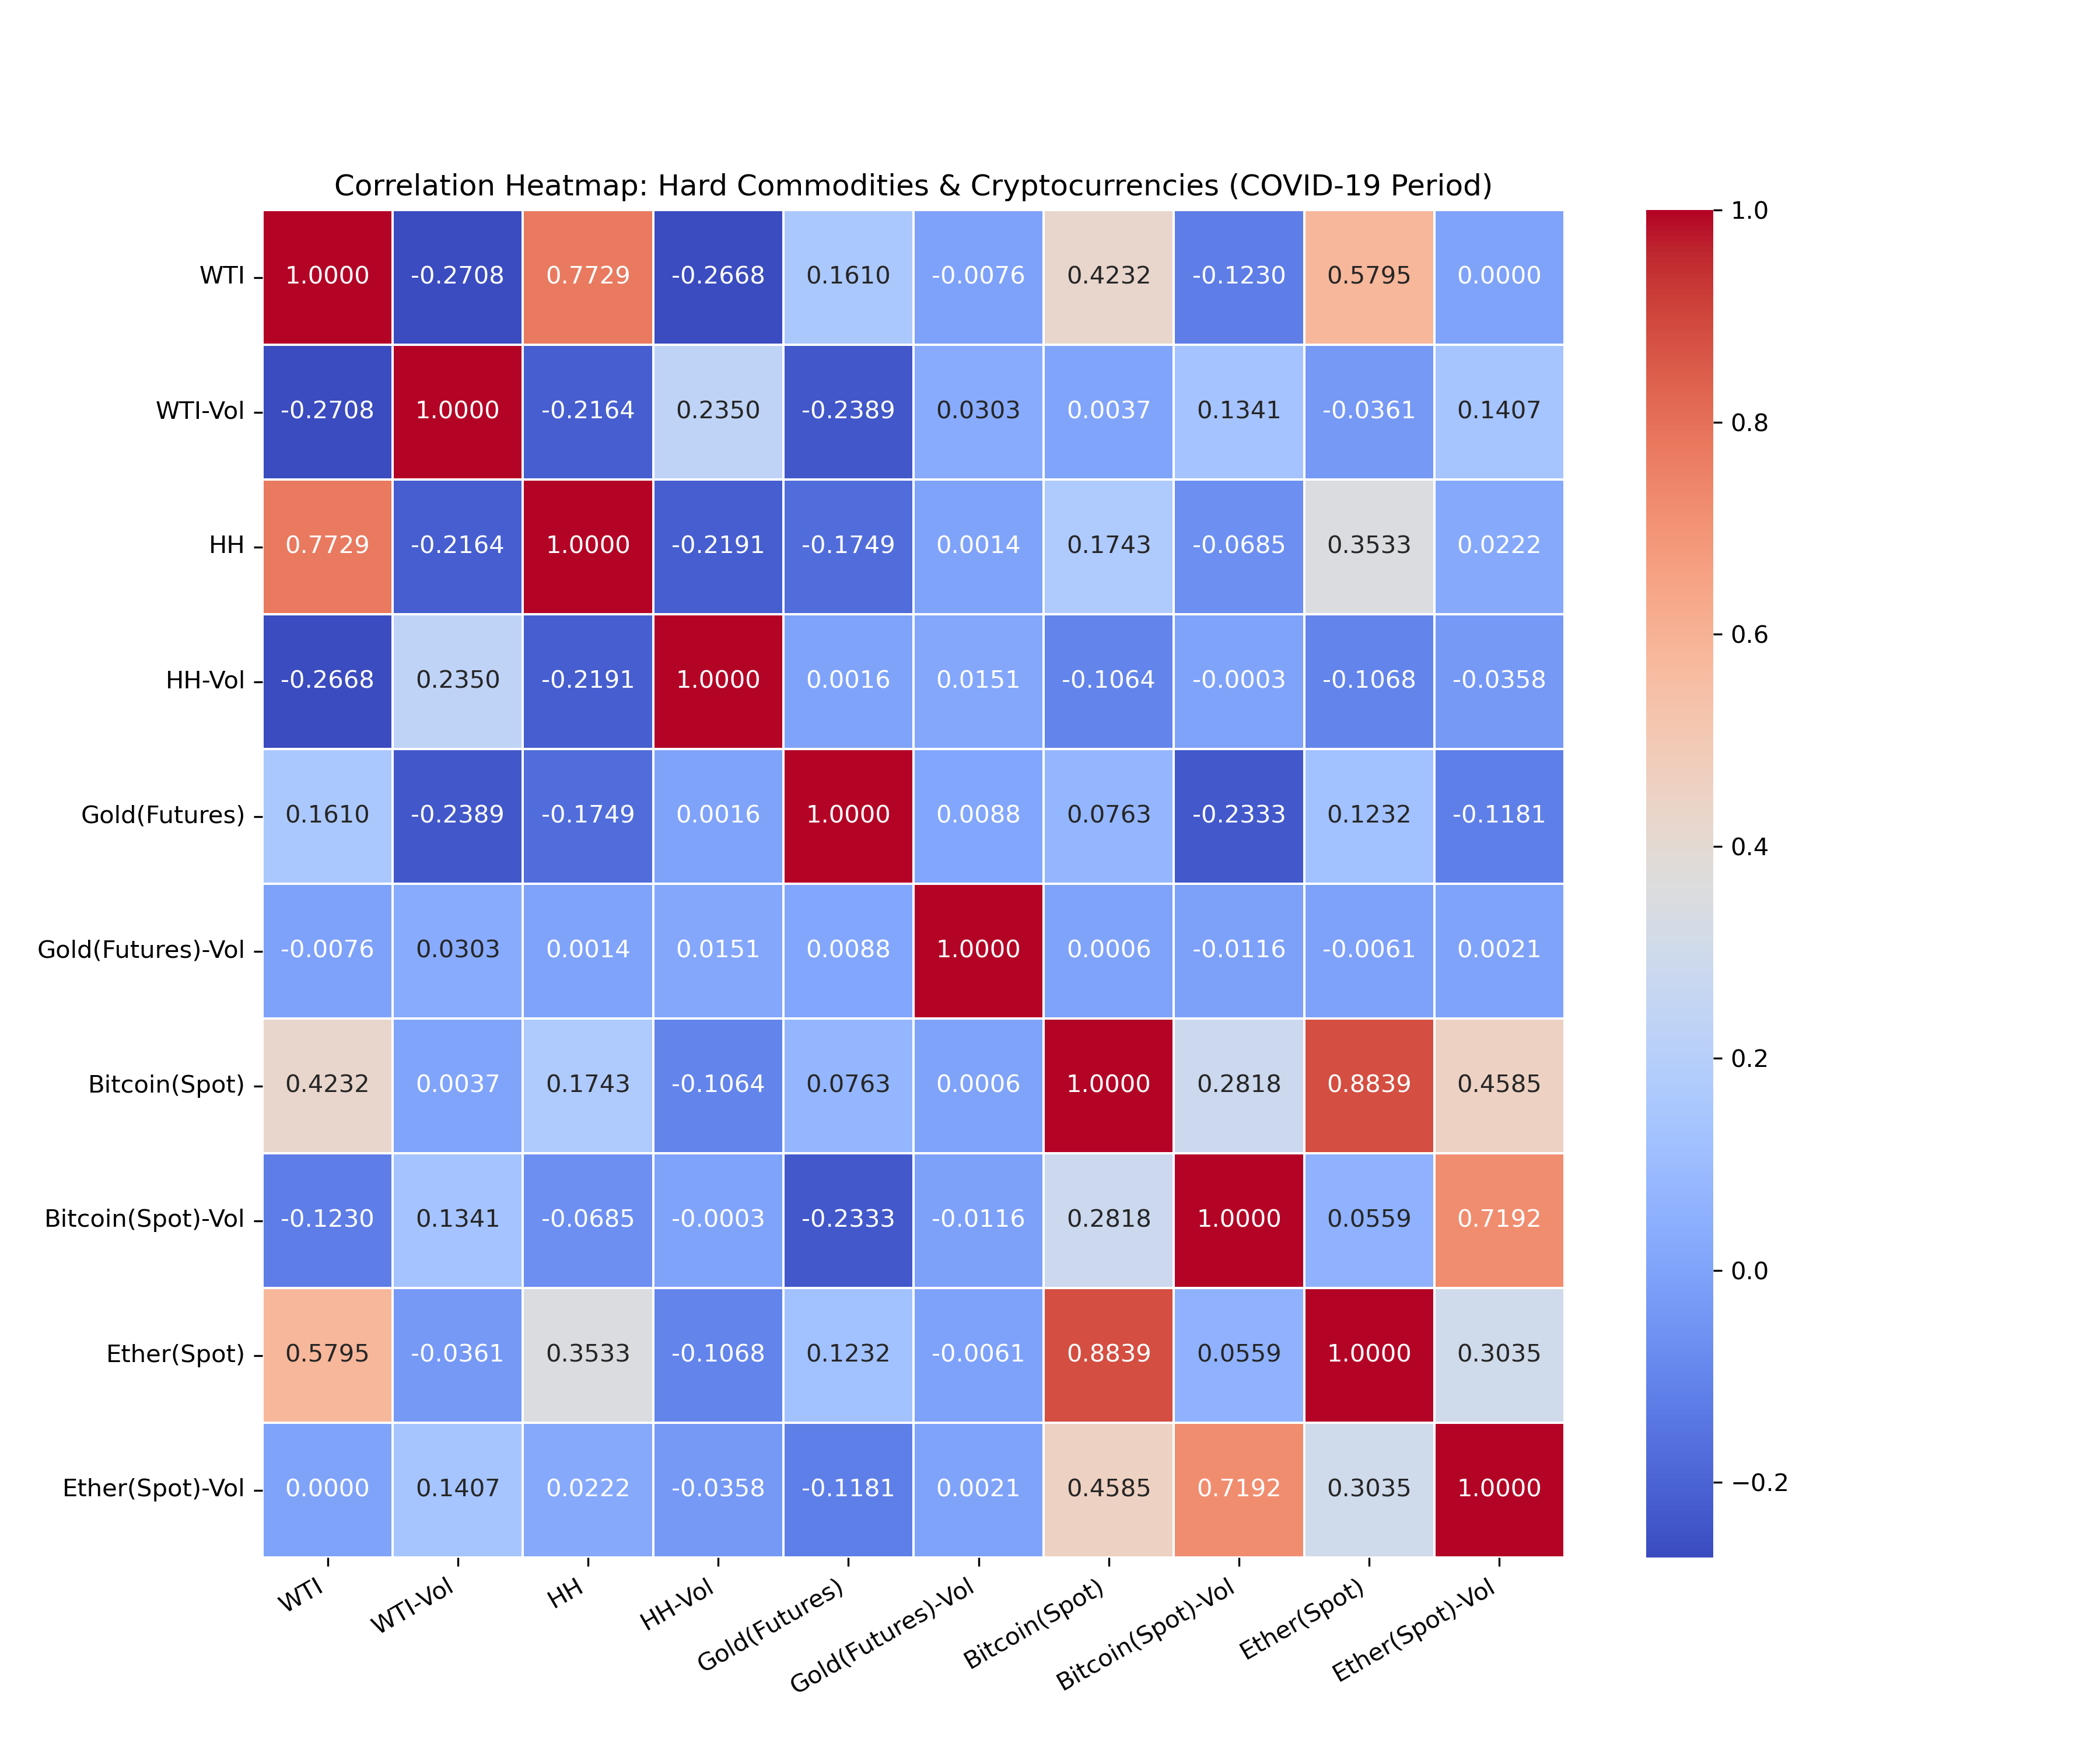 Correlation Heatmap: Hard Commodities & Cryptocurrencies (COVID-19 Period)
WTI 1.0000 -0.2708 0.7729 -0.2668 0.1610 -0.0076 0.4232 -0.1230 0.5795 0.0000
WTI-Vol -0.2708 1.0000 -0.2164 0.2350 -0.2389 0.0303 0.0037 0.1341 -0.0361 0.1407
HH 0.7729 -0.2164 1.0000 -0.2191 -0.1749 0.0014 0.1743 -0.0685 0.3533 0.0222
HH-Vol -0.2668 0.2350 -0.2191 1.0000 0.0016 0.0151 -0.1064 -0.0003 -0.1068 -0.0358
Gold(Futures) 0.1610 -0.2389 -0.1749 0.0016 1.0000 0.0088 0.0763 -0.2333 0.1232 -0.1181
Gold(Futures)-Vol -0.0076 0.0303 0.0014 0.0151 0.0088 1.0000 0.0006 -0.0116 -0.0061 0.0021
Bitcoin(Spot) 0.4232 0.0037 0.1743 -0.1064 0.0763 0.0006 1.0000 0.2818 0.8839 0.4585
Bitcoin(Spot)-Vol -0.1230 0.1341 -0.0685 -0.0003 -0.2333 -0.0116 0.2818 1.0000 0.0559 0.7192
Ether(Spot) 0.5795 -0.0361 0.3533 -0.1068 0.1232 -0.0061 0.8839 0.0559 1.0000 0.3035
Ether(Spot)-Vol 0.0000 0.1407 0.0222 -0.0358 -0.1181 0.0021 0.4585 0.7192 0.3035 1.0000
WTI WTI-Vol HH HH-Vol Gold(Futures) Gold(Futures)-Vol Bitcoin(Spot) Bitcoin(Spot)-Vol Ether(Spot) Ether(Spot)-Vol
1.0
0.8
0.6
0.4
0.2
0.0
−0.2